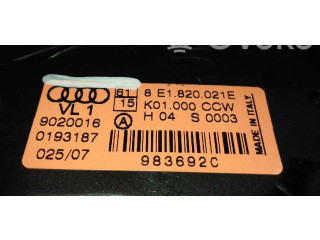 61
15
8 E1.820.021E
VL 1
K01.000 CCW
9020016
A
H 04 S 0003
0193187
025/07
983692C
MADE IN ITALY